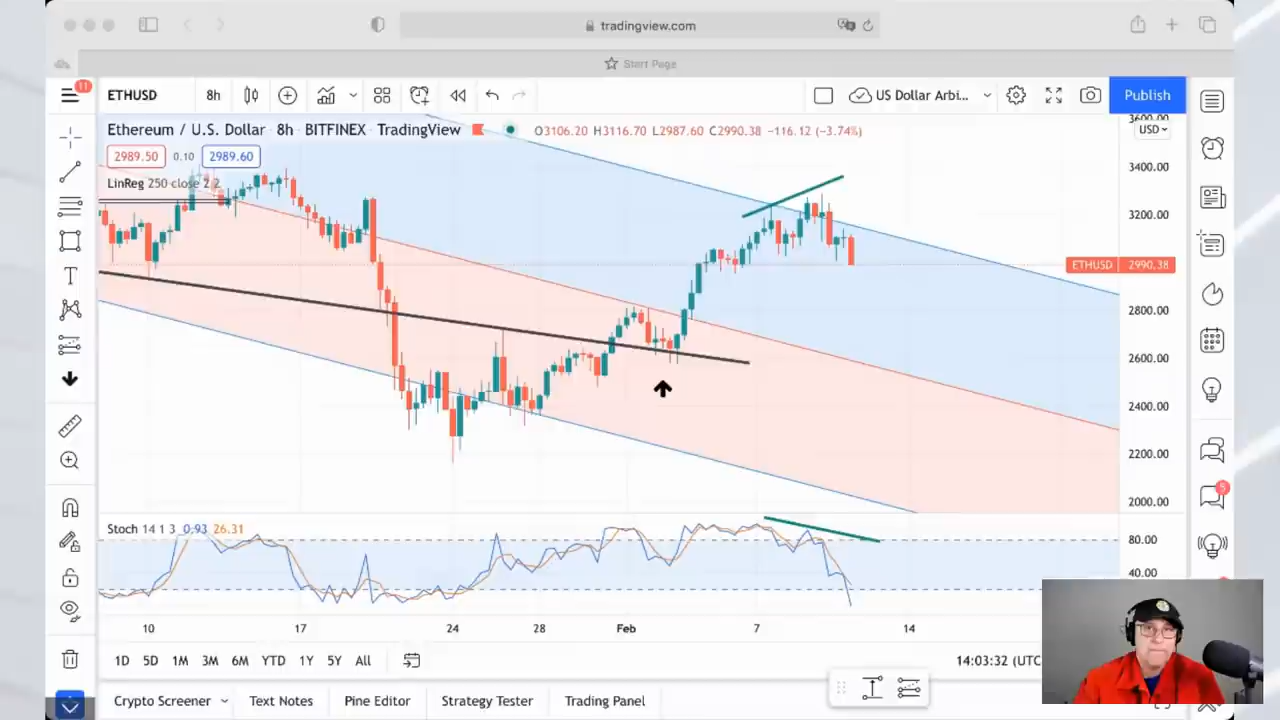 tradingview.com
Start Page
11
ETHUSD 8h US Dollar Arbi... Publish
Ethereum / U.S. Dollar · 8h · BITFINEX · TradingView O3106.20 H3116.70 L2987.60 C2990.38 −116.12 (−3.74%)
USD
2989.50 0.10 2989.60
LinReg 250 close 2 2
3400.00
3200.00
ETHUSD 2990.38
2800.00
2600.00
2400.00
2200.00
2000.00
5
Stoch 14 1 3 0.93 26.31
80.00
40.00
10 17 24 28 Feb 7 14
1D 5D 1M 3M 6M YTD 1Y 5Y All 14:03:32 (UTC
Crypto Screener Text Notes Pine Editor Strategy Tester Trading Panel